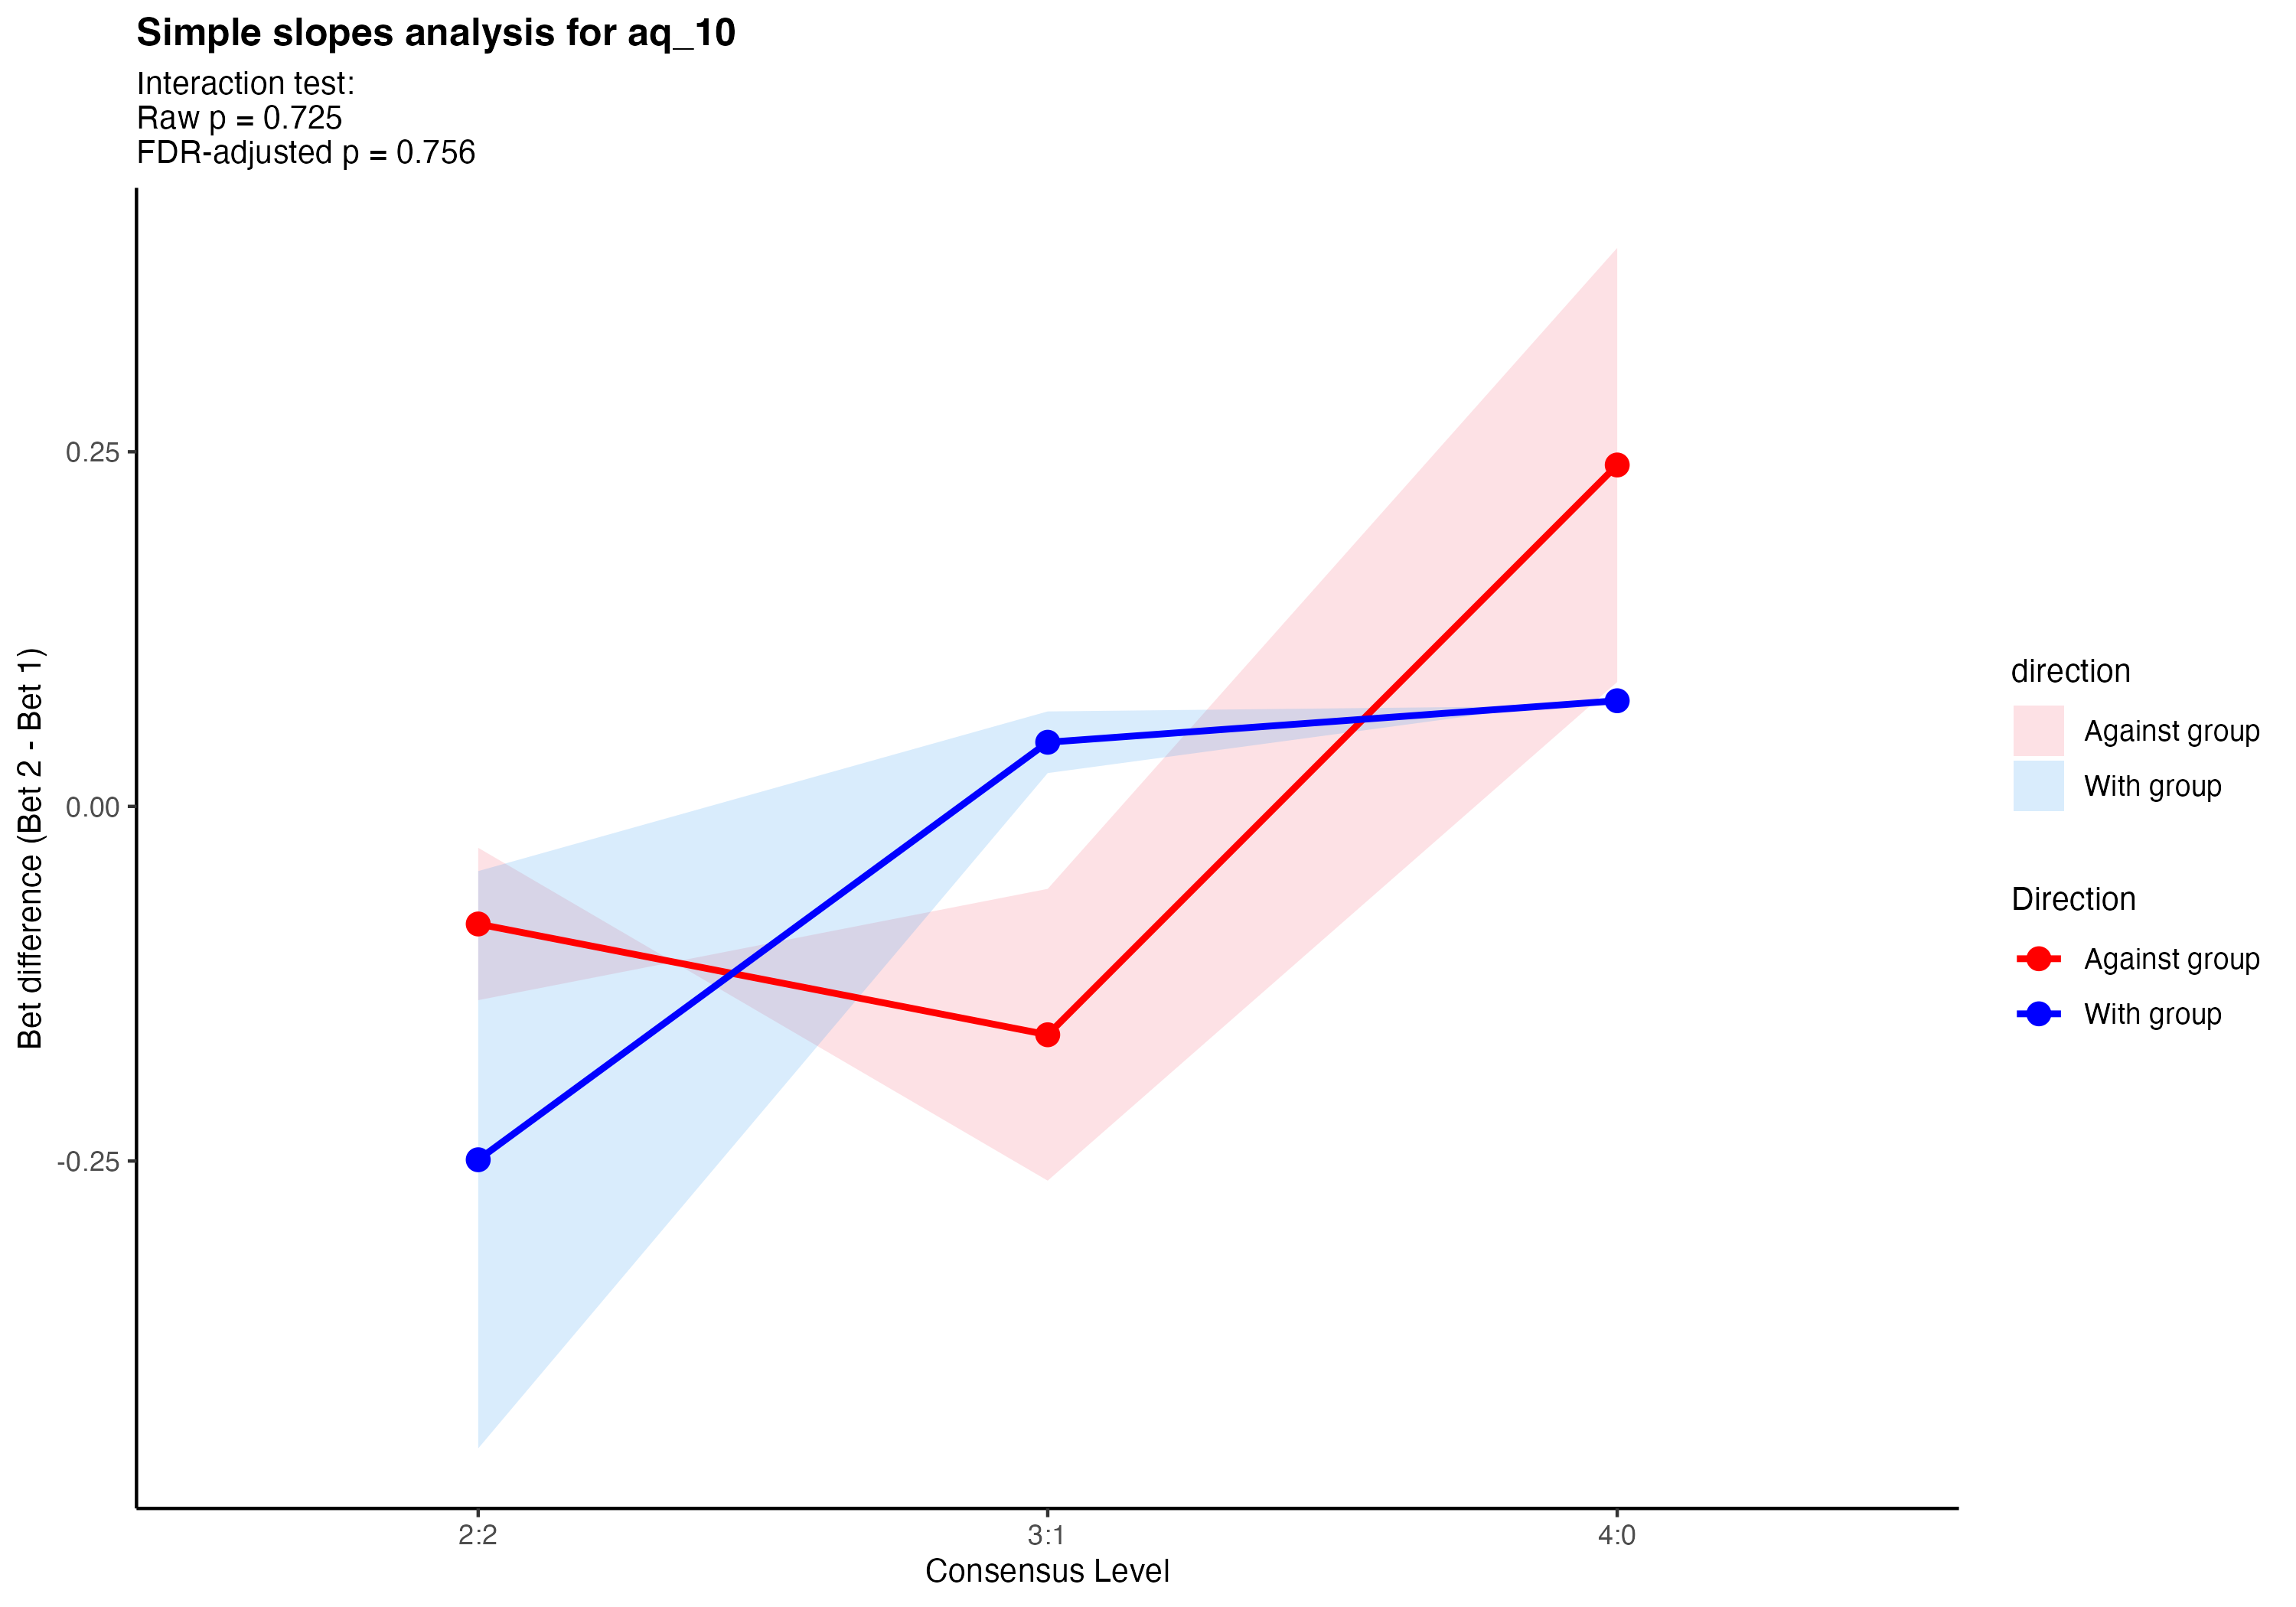 Simple slopes analysis for aq_10
Interaction test:
Raw p = 0.725
FDR-adjusted p = 0.756
Bet difference (Bet 2 - Bet 1)
0.25
0.00
-0.25
2:2
3:1
4:0
Consensus Level
direction
Against group
With group
Direction
Against group
With group